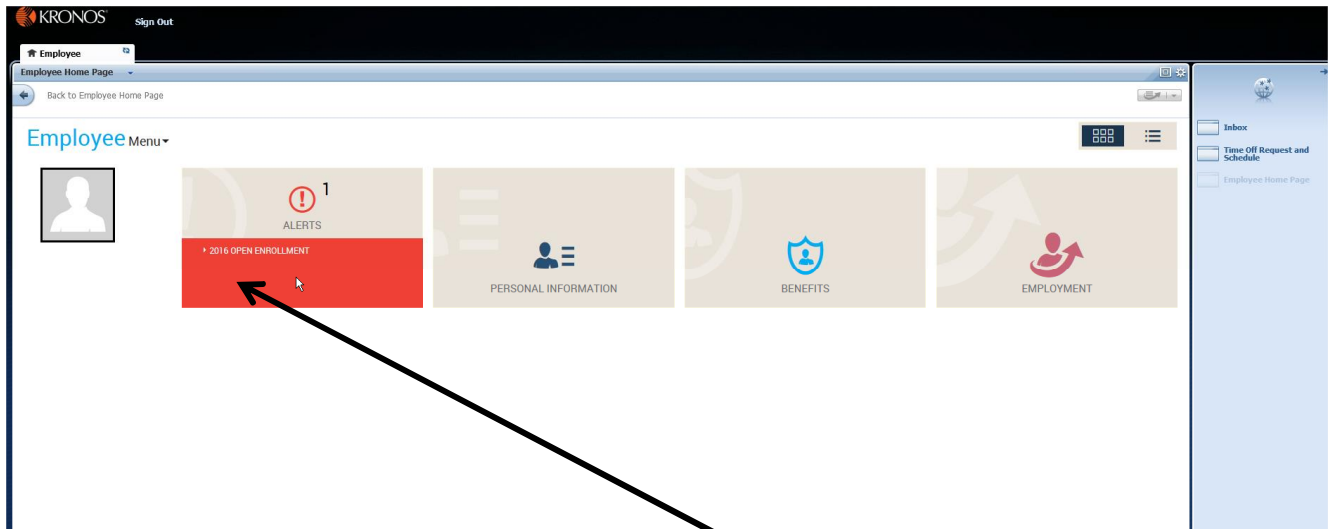 KRONOS
Sign Out
Employee
Employee Home Page
Back to Employee Home Page
Employee Menu
1
ALERTS
2016 OPEN ENROLLMENT
PERSONAL INFORMATION
BENEFITS
EMPLOYMENT
Inbox
Time Off Request and
Schedule
Employee Home Page